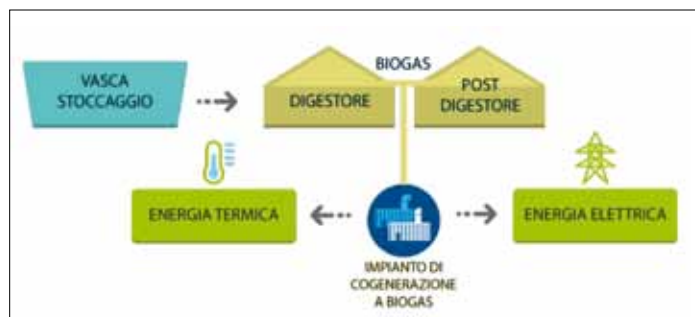 VASCA
STOCCAGGIO
BIOGAS
DIGESTORE
POST
DIGESTORE
ENERGIA TERMICA
ENERGIA ELETTRICA
IMPIANTO DI
COGENERAZIONE
A BIOGAS